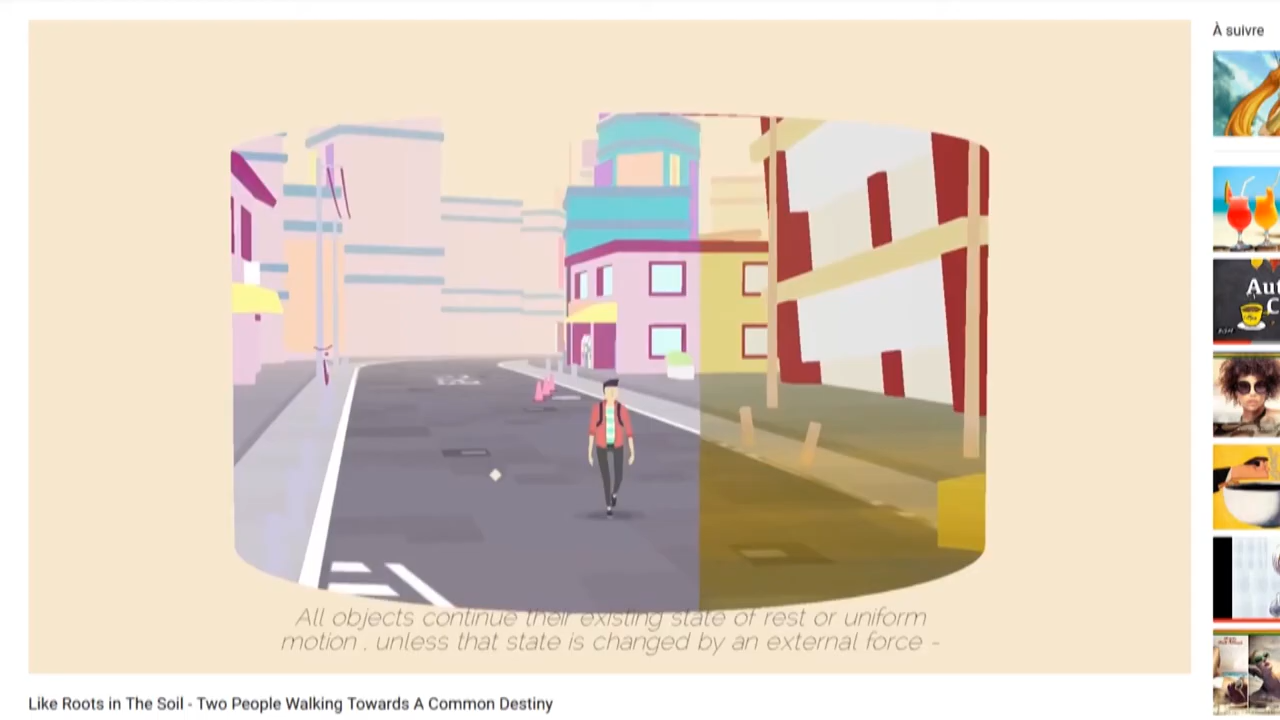 À suivre
All objects continue their existing state of rest or uniform
motion , unless that state is changed by an external force -
Like Roots in The Soil - Two People Walking Towards A Common Destiny